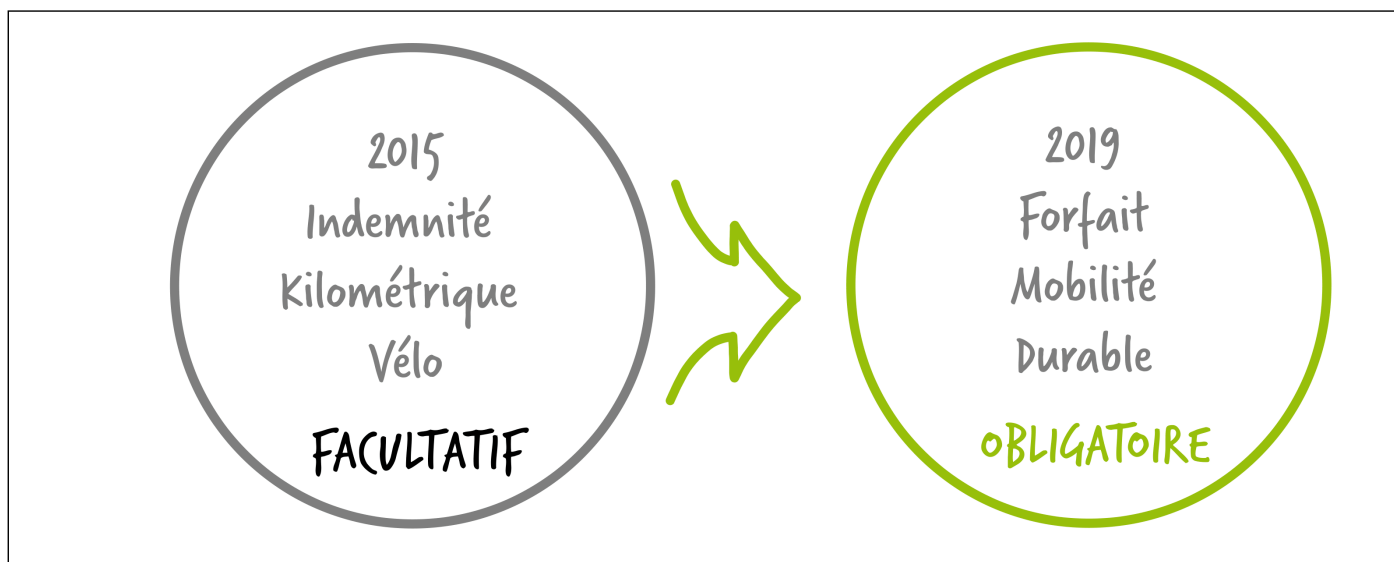 2015
Indemnité
Kilométrique
Vélo
FACULTATIF
2019
Forfait
Mobilité
Durable
OBLIGATOIRE